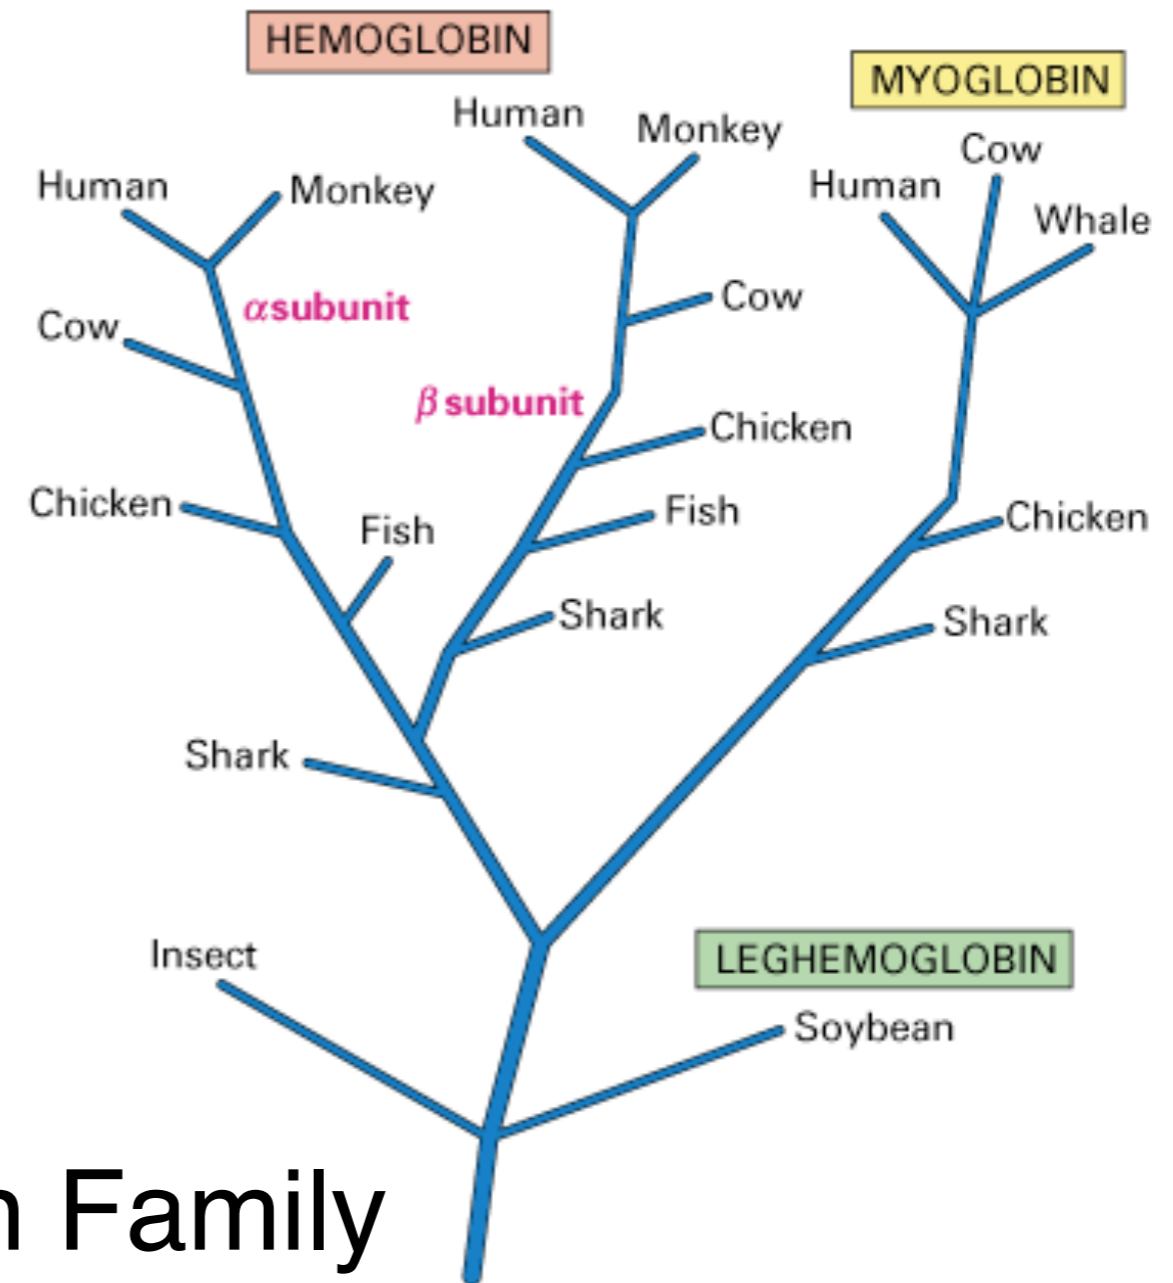 HEMOGLOBIN
MYOGLOBIN
Human
Monkey
Cow
Human
Whale
Human
Monkey
α subunit
Cow
Cow
β subunit
Chicken
Chicken
Fish
Fish
Chicken
Shark
Shark
Shark
Insect
LEGHEMOGLOBIN
Soybean
Family